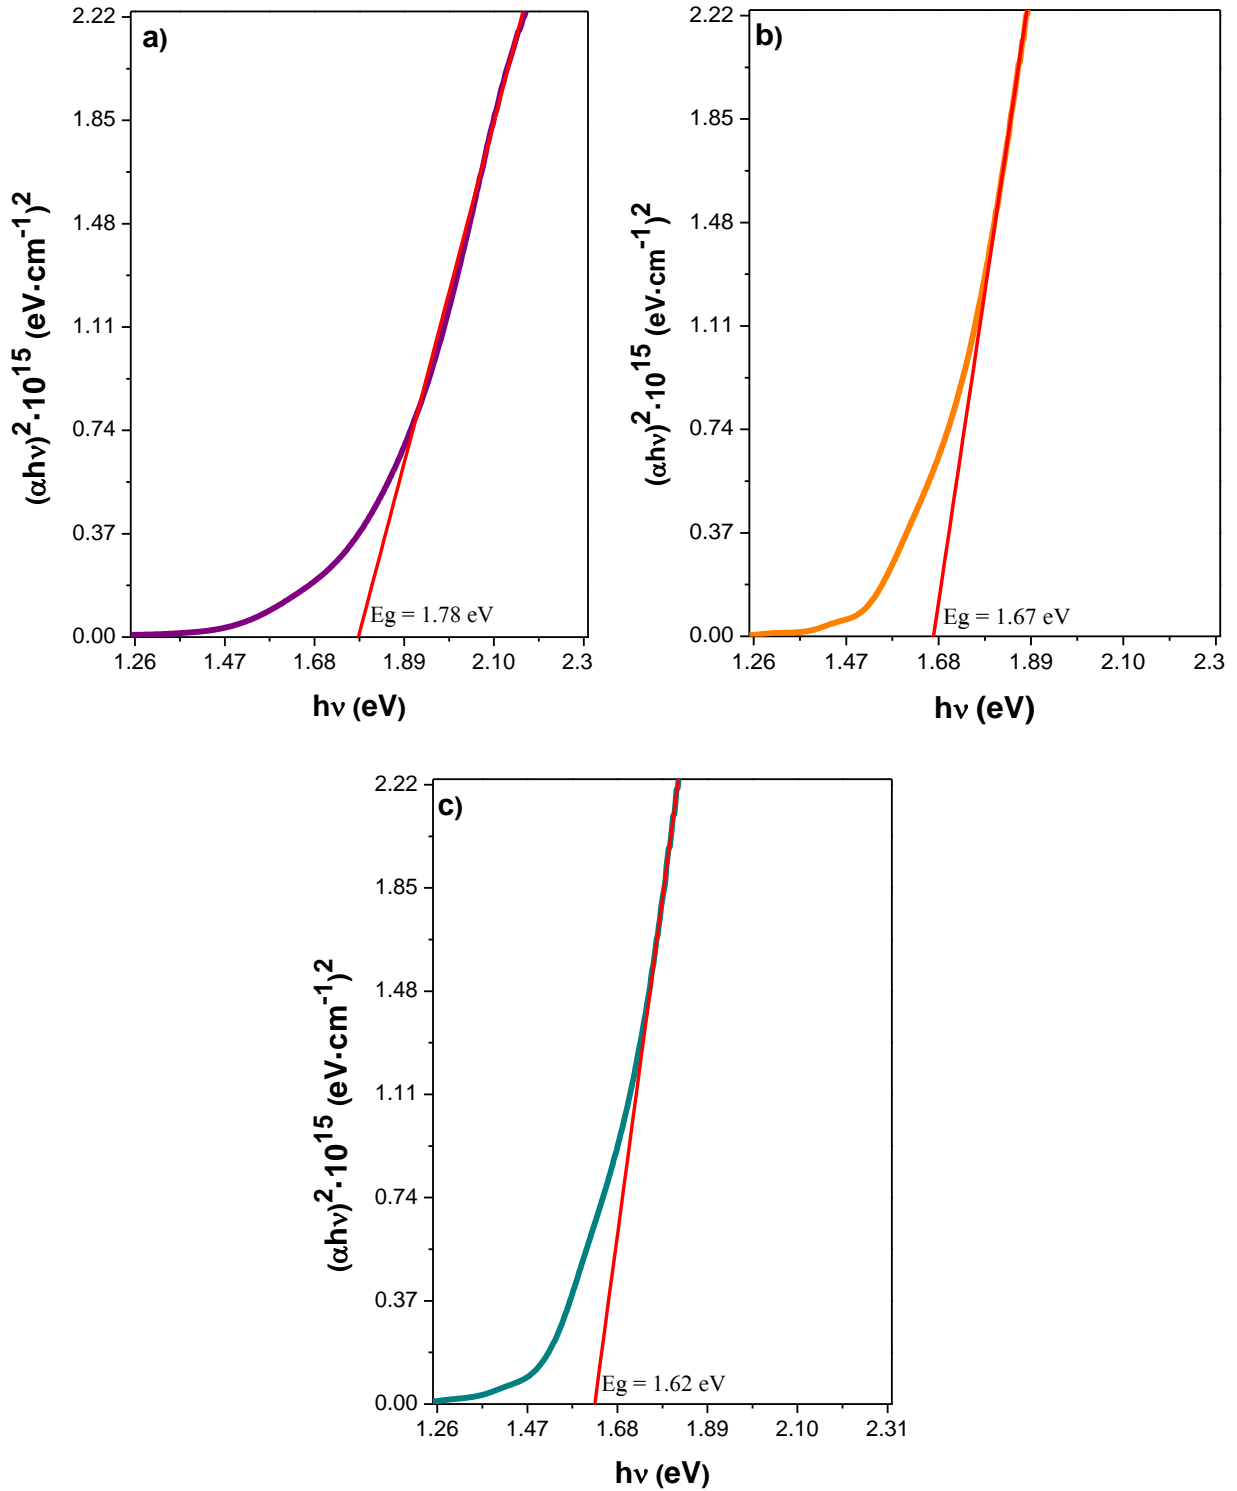 a)
2.22
1.85
1.48
1.11
0.74
0.37
0.00
(αhν)²·10¹⁵ (eV·cm⁻¹)²
Eg = 1.78 eV
1.26 1.47 1.68 1.89 2.10 2.3
hν (eV)
b)
2.22
1.85
1.48
1.11
0.74
0.37
0.00
(αhν)²·10¹⁵ (eV·cm⁻¹)²
Eg = 1.67 eV
1.26 1.47 1.68 1.89 2.10 2.3
hν (eV)
c)
2.22
1.85
1.48
1.11
0.74
0.37
0.00
(αhν)²·10¹⁵ (eV·cm⁻¹)²
Eg = 1.62 eV
1.26 1.47 1.68 1.89 2.10 2.31
hν (eV)